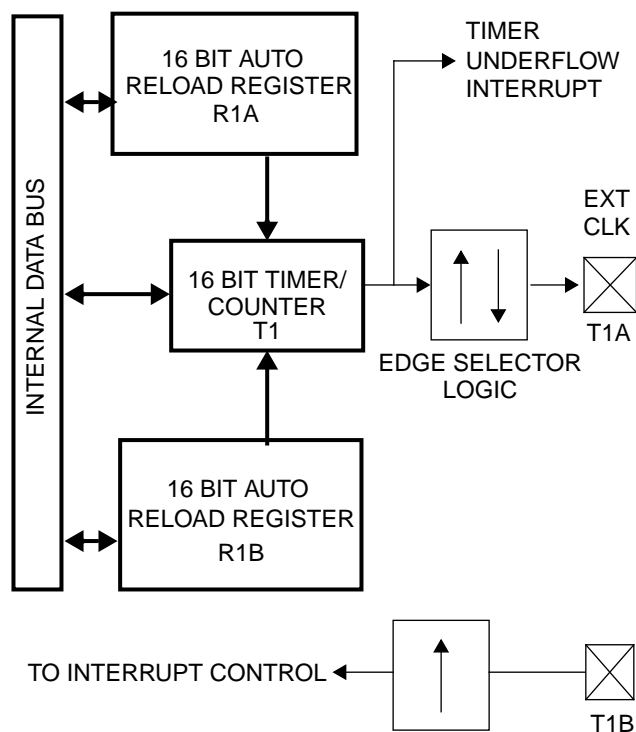 16 BIT AUTO
RELOAD REGISTER
R1A
TIMER
UNDERFLOW
INTERRUPT
INTERNAL DATA BUS
16 BIT TIMER/
COUNTER
T1
EXT
CLK
T1A
EDGE SELECTOR
LOGIC
16 BIT AUTO
RELOAD REGISTER
R1B
TO INTERRUPT CONTROL
T1B